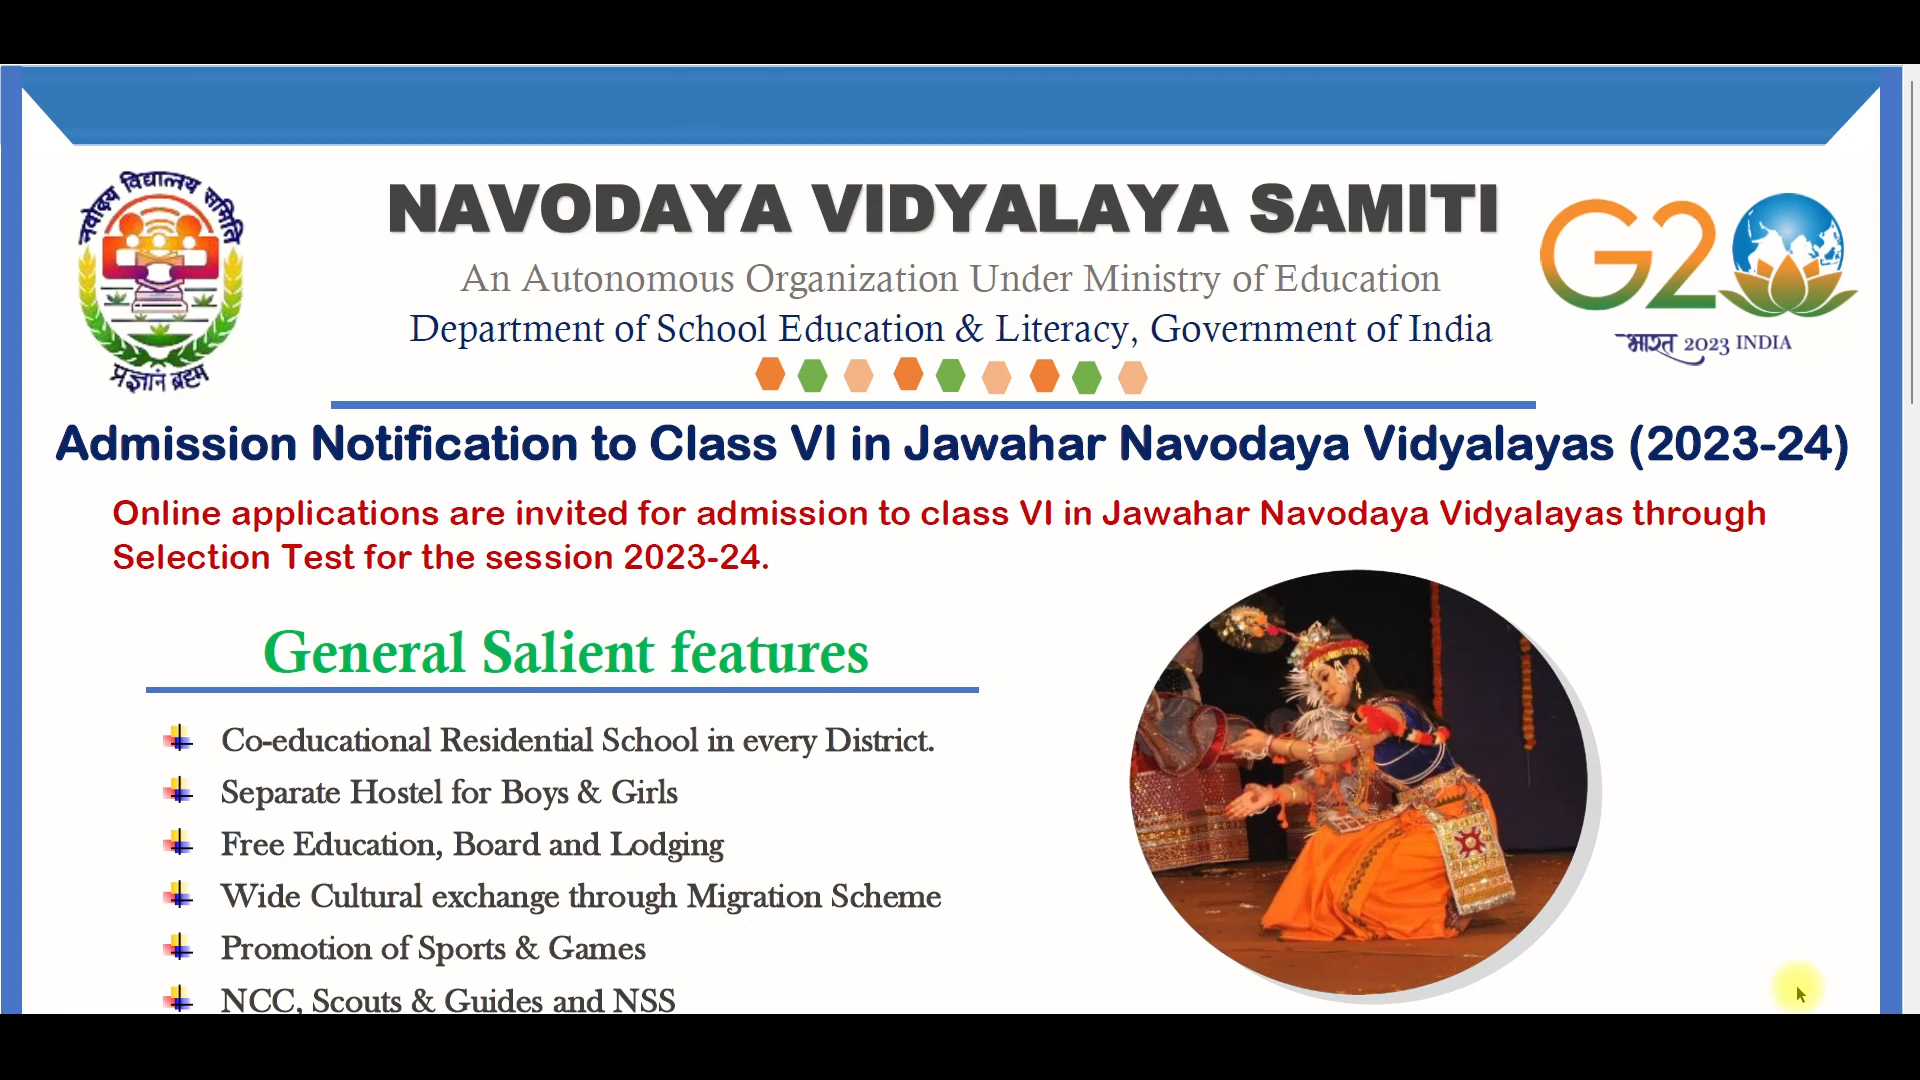 नवोदय विद्यालय समिति
प्रज्ञानं ब्रह्म
NAVODAYA VIDYALAYA SAMITI
An Autonomous Organization Under Ministry of Education
Department of School Education & Literacy, Government of India
G20
भारत 2023 INDIA
Admission Notification to Class VI in Jawahar Navodaya Vidyalayas (2023-24)
Online applications are invited for admission to class VI in Jawahar Navodaya Vidyalayas through
Selection Test for the session 2023-24.
General Salient features
Co-educational Residential School in every District.
Separate Hostel for Boys & Girls
Free Education, Board and Lodging
Wide Cultural exchange through Migration Scheme
Promotion of Sports & Games
NCC, Scouts & Guides and NSS